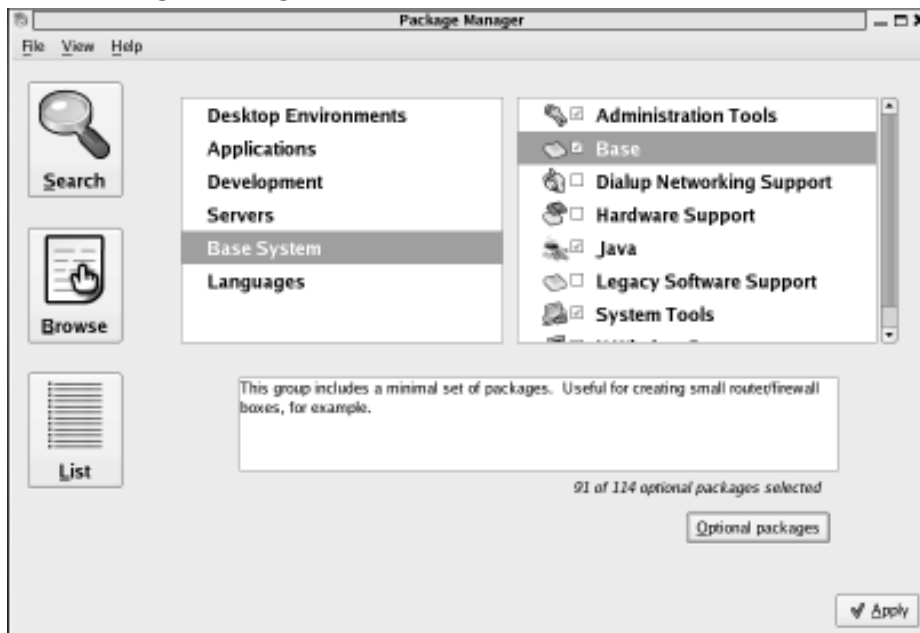 Package Manager
File View Help
Search
Browse
List
Desktop Environments
Applications
Development
Servers
Base System
Languages
Administration Tools
Base
Dialup Networking Support
Hardware Support
Java
Legacy Software Support
System Tools
This group includes a minimal set of packages. Useful for creating small router/firewall
boxes, for example.
91 of 114 optional packages selected
Optional packages
Apply